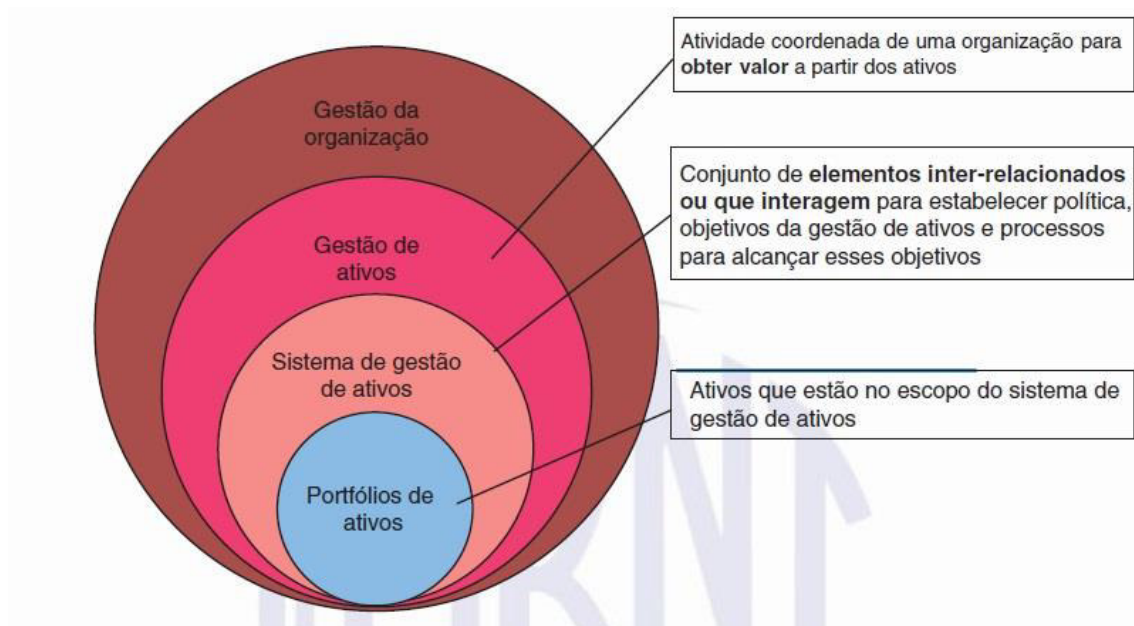 Gestão da
organização
Gestão de
ativos
Sistema de gestão
de ativos
Portfólios de
ativos
Atividade coordenada de uma organização para
obter valor a partir dos ativos
Conjunto de elementos inter-relacionados
ou que interagem para estabelecer política,
objetivos da gestão de ativos e processos
para alcançar esses objetivos
Ativos que estão no escopo do sistema de
gestão de ativos